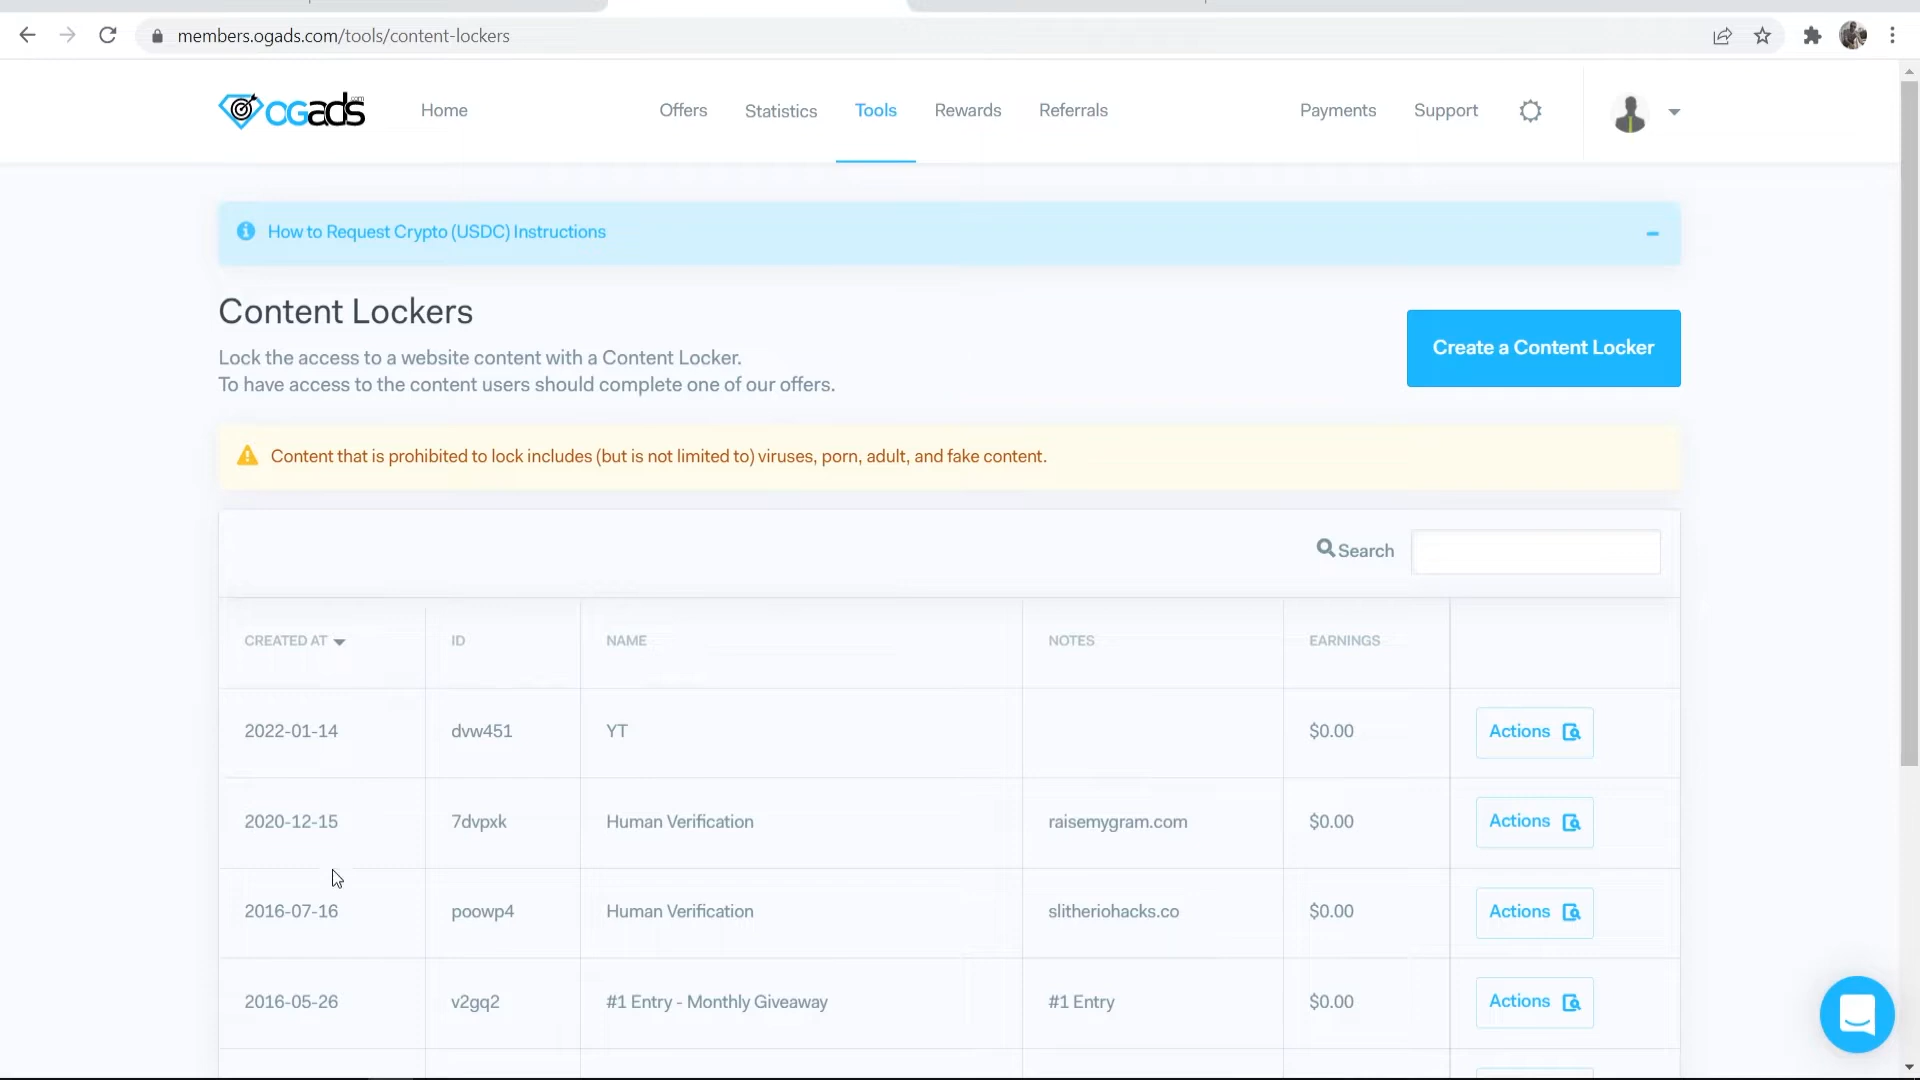 members.ogads.com/tools/content-lockers
OGads.com
Home
Offers
Statistics
Tools
Rewards
Referrals
Payments
Support
How to Request Crypto (USDC) Instructions
Content Lockers
Lock the access to a website content with a Content Locker.
To have access to the content users should complete one of our offers.
Create a Content Locker
Content that is prohibited to lock includes (but is not limited to) viruses, porn, adult, and fake content.
Search
CREATED AT ID NAME NOTES EARNINGS
2022-01-14 dvw451 YT $0.00 Actions
2020-12-15 7dvpxk Human Verification raisemygram.com $0.00 Actions
2016-07-16 poowp4 Human Verification slitheriohacks.co $0.00 Actions
2016-05-26 v2gq2 #1 Entry - Monthly Giveaway #1 Entry $0.00 Actions